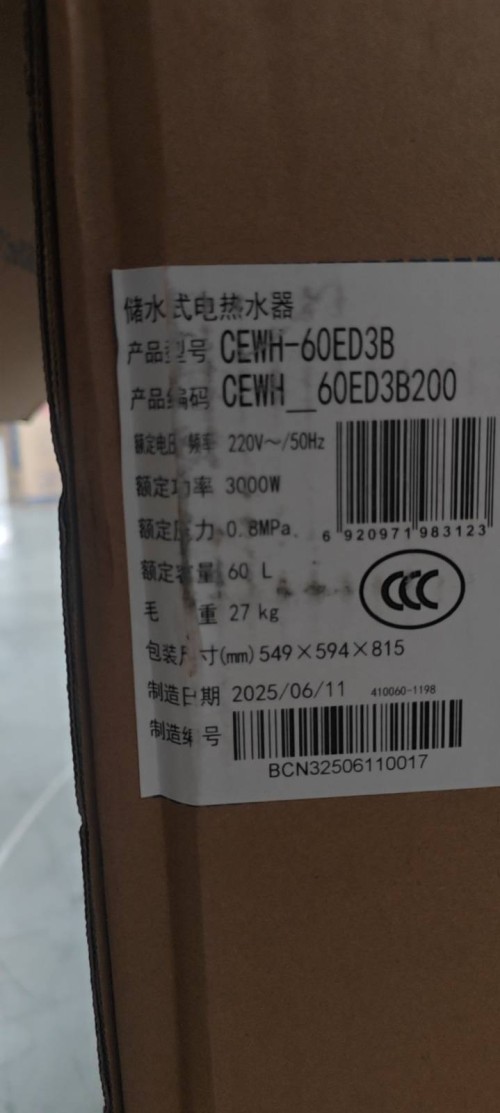 储水式电热水器
产品型号 CEWH-60ED3B
产品编码 CEWH__60ED3B200
额定电压/频率 220V~/50Hz
额定功率 3000W
额定压力 0.8MPa
6 920971 983123
额定容量 60 L
CCC
毛 重 27 kg
包装尺寸(mm) 549×594×815
制造日期 2025/06/11 410060-1198
制造编号
BCN32506110017